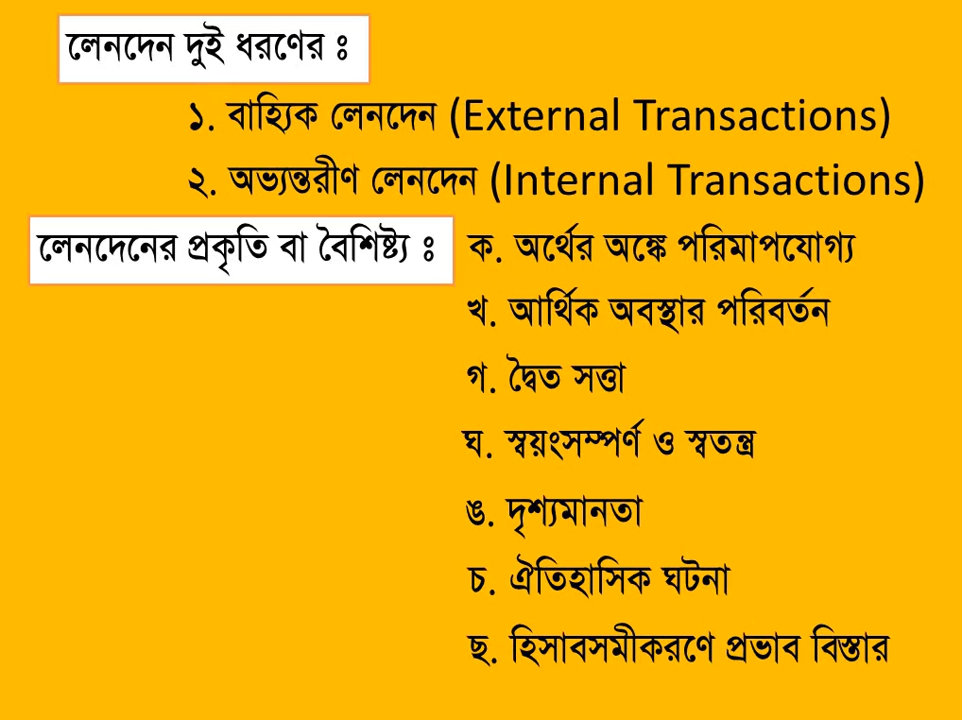 লেনদেন দুই ধরণের ঃ
১. বাহ্যিক লেনদেন (External Transactions)
২. অভ্যন্তরীণ লেনদেন (Internal Transactions)
লেনদেনের প্রকৃতি বা বৈশিষ্ট্য ঃ ক. অর্থের অঙ্কে পরিমাপযোগ্য
খ. আর্থিক অবস্থার পরিবর্তন
গ. দ্বৈত সত্তা
ঘ. স্বয়ংসম্পর্ণ ও স্বতন্ত্র
ঙ. দৃশ্যমানতা
চ. ঐতিহাসিক ঘটনা
ছ. হিসাবসমীকরণে প্রভাব বিস্তার